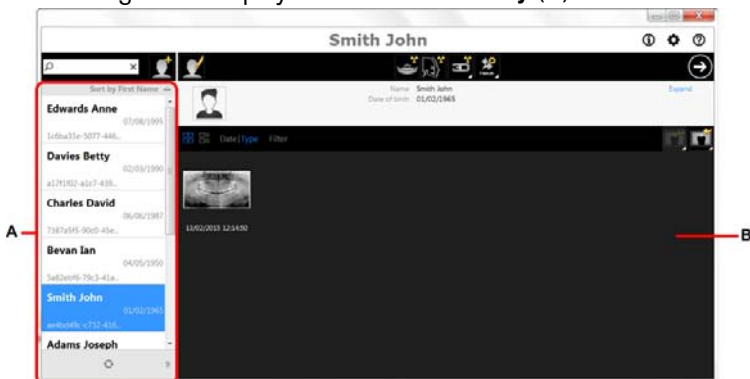 Smith John
Sort by First Name
Name Smith John
Date of birth 01/02/1965
Expand
Edwards Anne
07/08/1995
Date|Type Filter
Davies Betty
02/03/1990
Charles David
06/06/1987
13/02/2015 12:14:50
A
B
Bevan Ian
04/05/1950
Smith John
01/02/1965
Adams Joseph